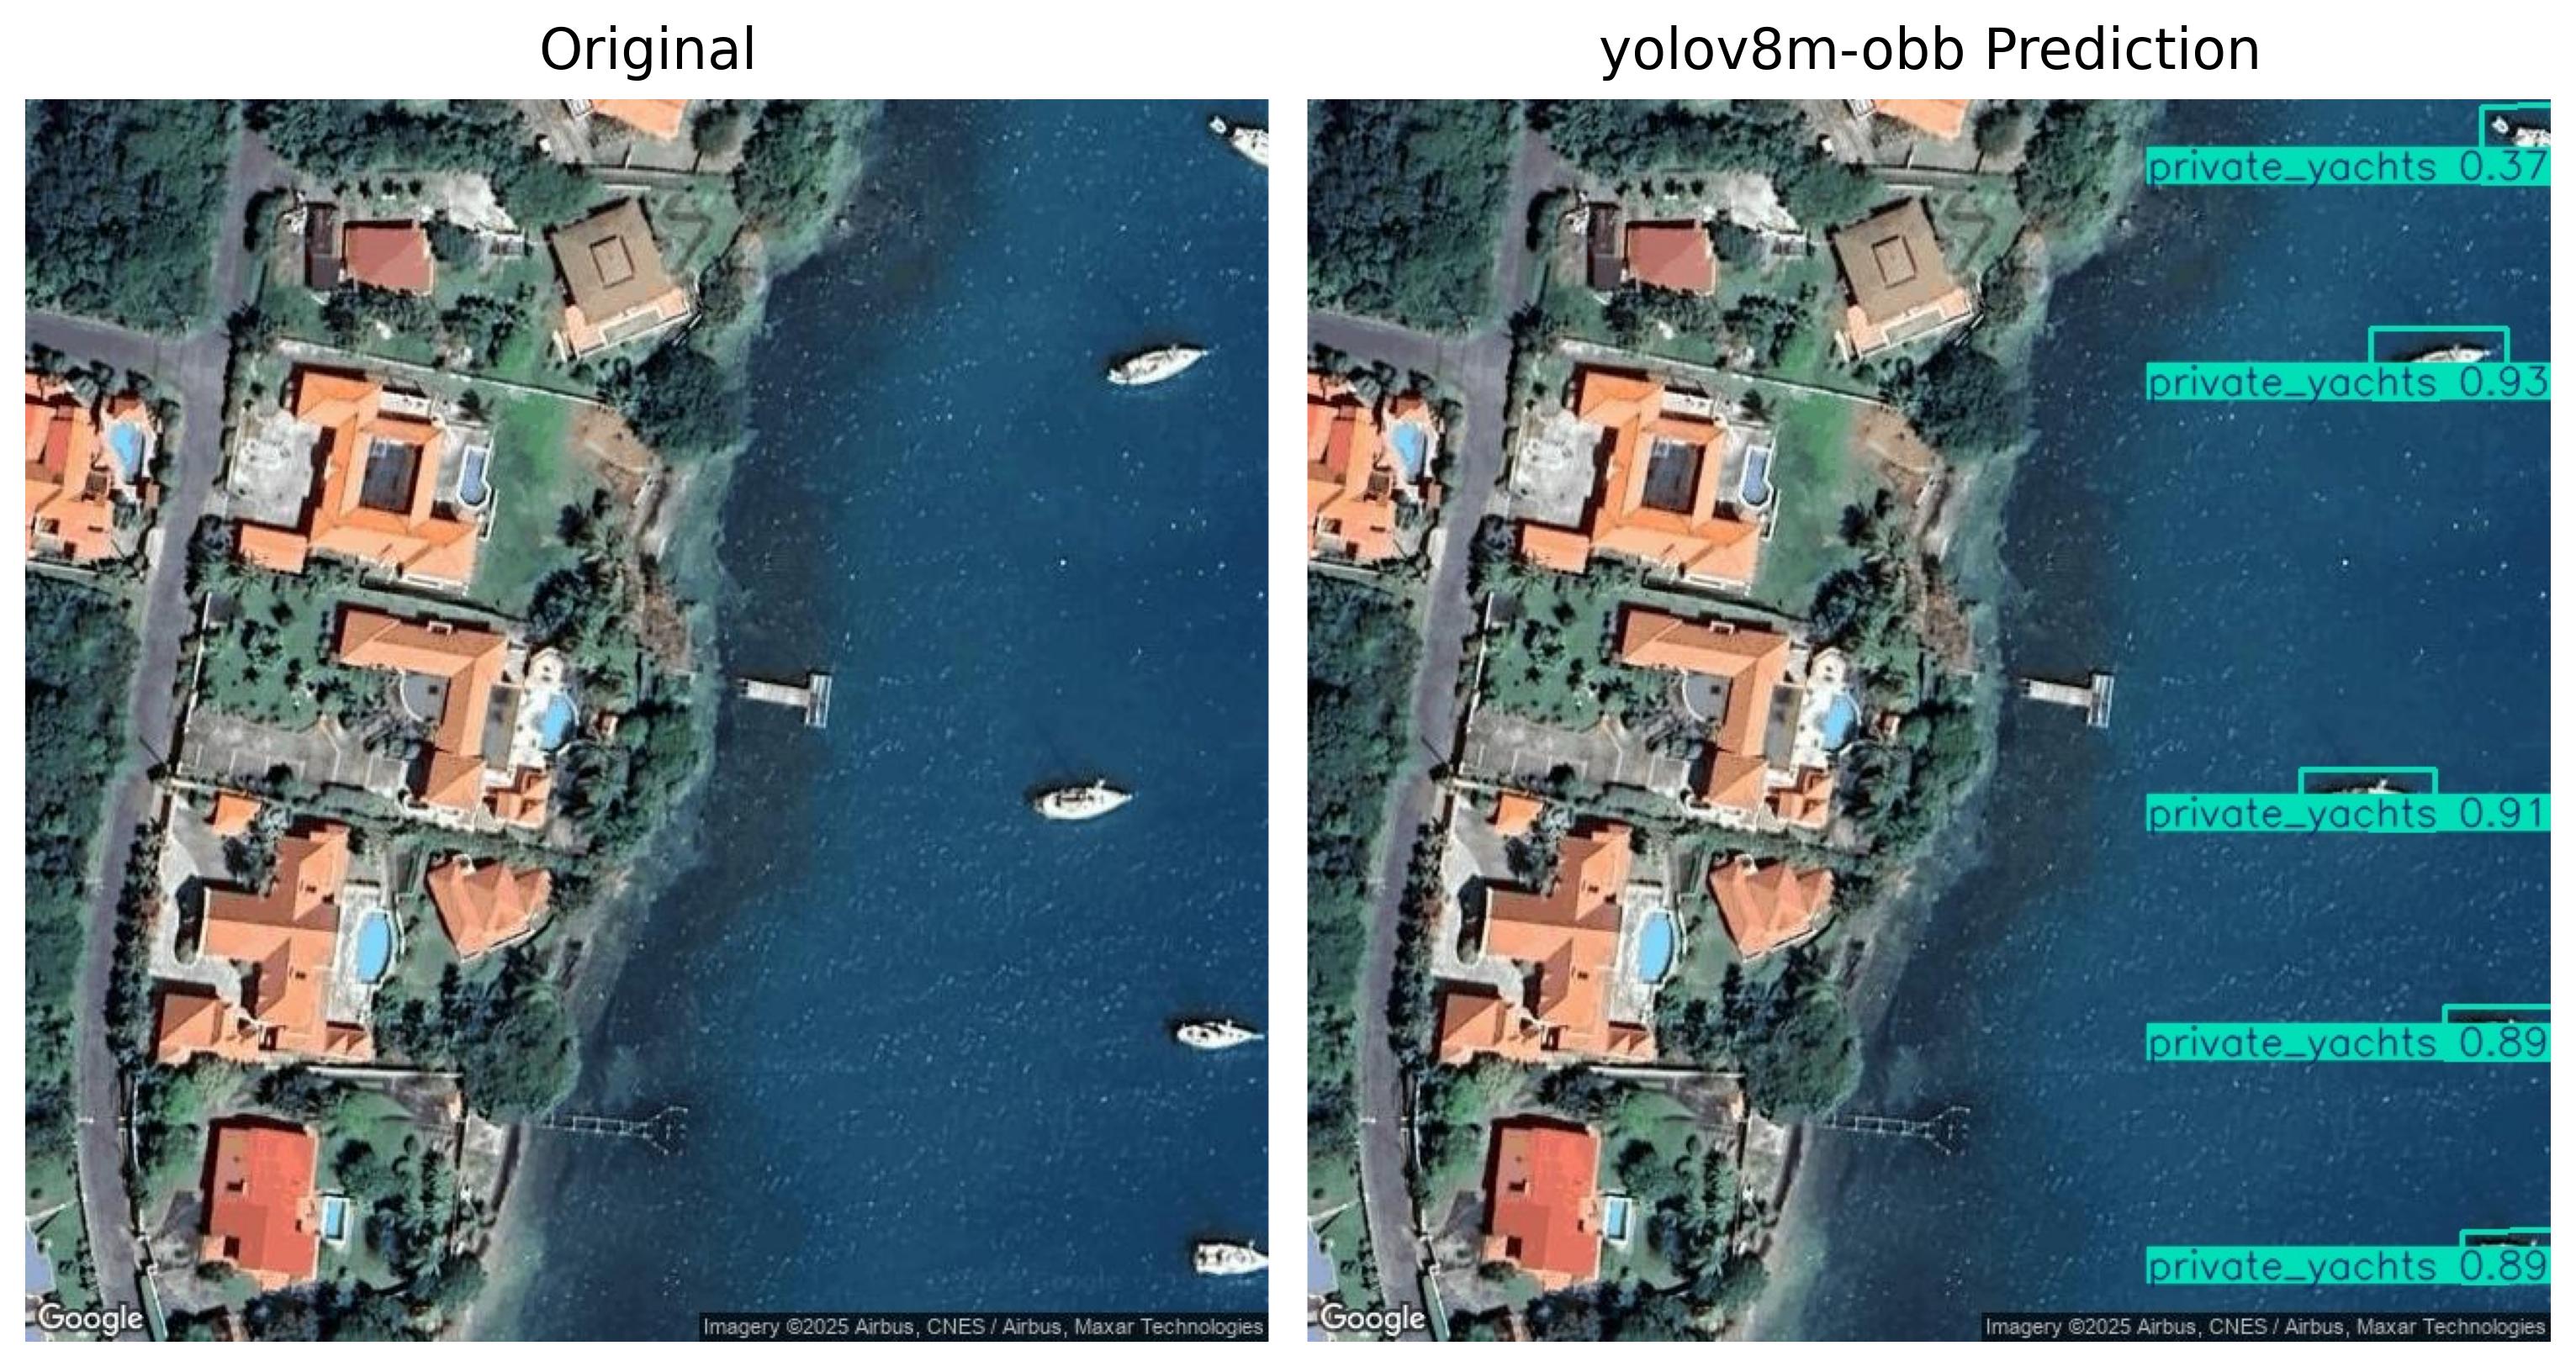 Original
yolov8m-obb Prediction
private_yachts 0.37
private_yachts 0.93
private_yachts 0.91
private_yachts 0.89
private_yachts 0.89
Google
Imagery ©2025 Airbus, CNES / Airbus, Maxar Technologies
Google
Imagery ©2025 Airbus, CNES / Airbus, Maxar Technologies